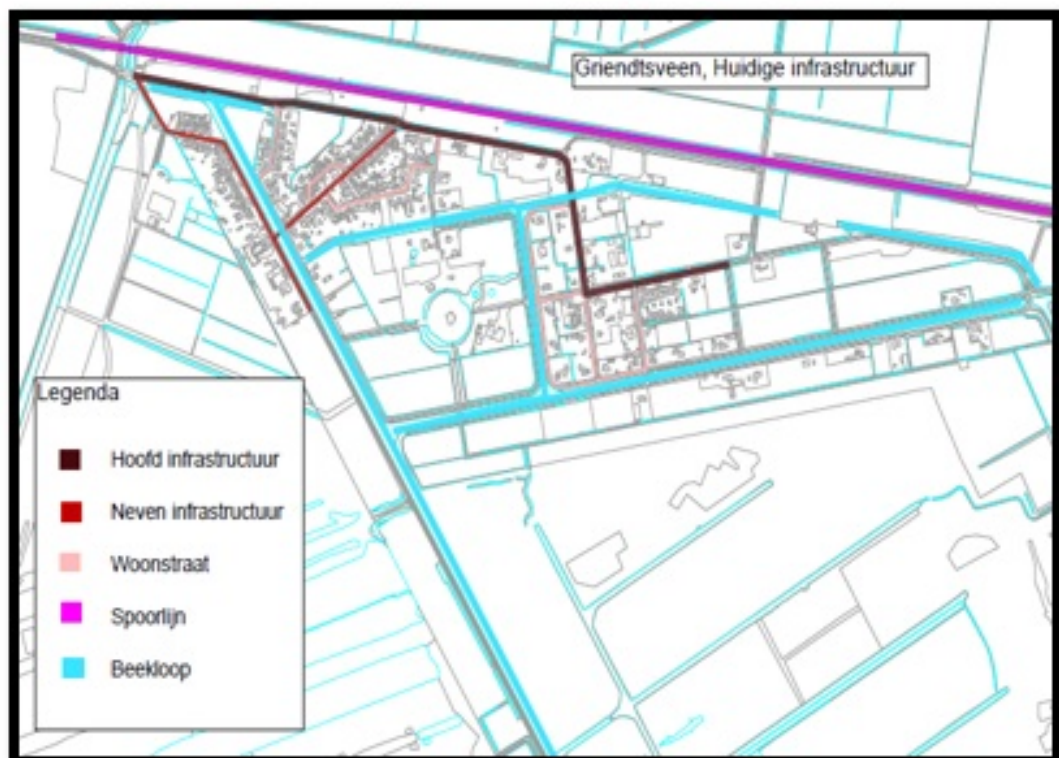 Griendtsveen, Huidige infrastructuur
Legenda
Hoofd infrastructuur
Neven infrastructuur
Woonstraat
Spoorlijn
Beekloop